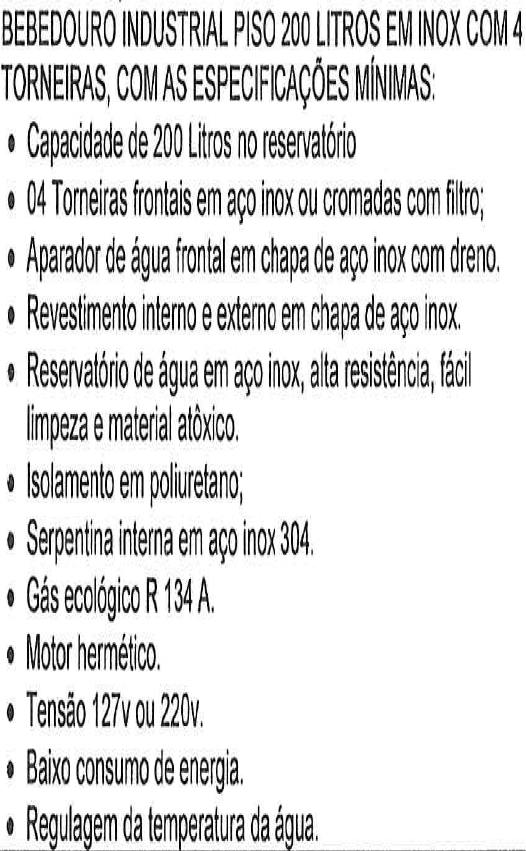 BEBEDOURO INDUSTRIAL PISO 200 LITROS EM INOX COM 4
TORNEIRAS, COM AS ESPECIFICAÇÕES MÍNIMAS:
• Capacidade de 200 Litros no reservatório
• 04 Torneiras frontais em aço inox ou cromadas com filtro;
• Aparador de água frontal em chapa de aço inox com dreno.
• Revestimento interno e externo em chapa de aço inox.
• Reservatório de água em aço inox, alta resistência, fácil
limpeza e material atôxico.
• Isolamento em poliuretano;
• Serpentina interna em aço inox 304.
• Gás ecológico R 134 A.
• Motor hermético.
• Tensão 127v ou 220v.
• Baixo consumo de energia.
• Regulagem da temperatura da água.